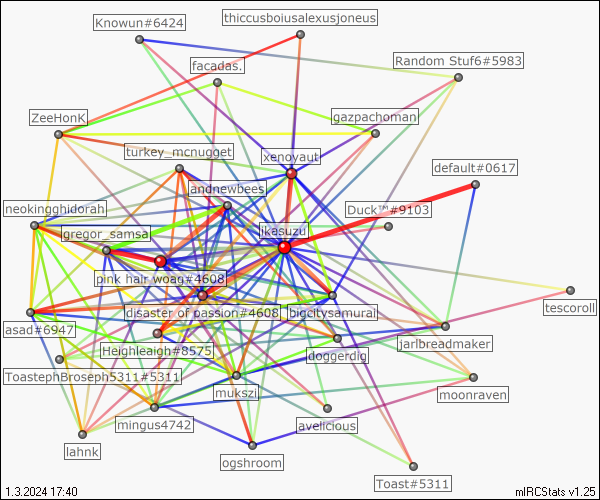 thiccusboiusalexusjoneus
Knowun#6424
Random Stuf6#5983
facadas.
ZeeHonK
gazpachoman
turkey_mcnugget
xenoyaut
default#0617
andnewbees
neokingghidorah
Duck™#9103
gregor_samsa
jkasuzu
pink hair woag#4608
tescoroll
disaster of passion#4608
bigcitysamurai
asad#6947
jarlbreadmaker
Heighleaigh#8575
doggerdig
ToastephBroseph5311#5311
mukszi
moonraven
mingus4742
avelicious
lahnk
ogshroom
Toast#5311
1.3.2024 17:40
mIRCStats v1.25